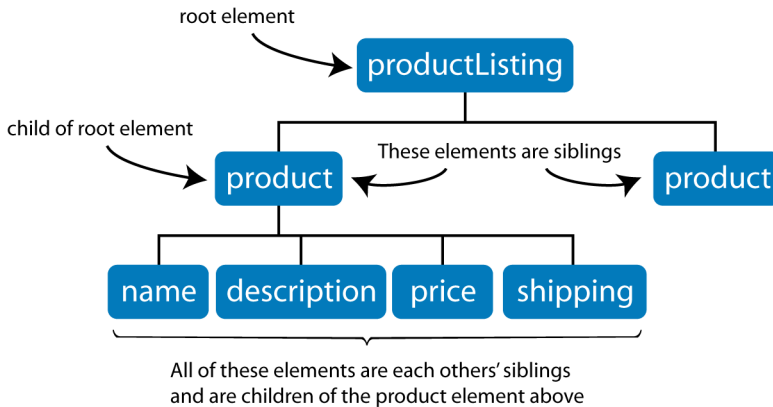 root element
productListing
child of root element
These elements are siblings
product
product
name
description
price
shipping
All of these elements are each others' siblings
and are children of the product element above